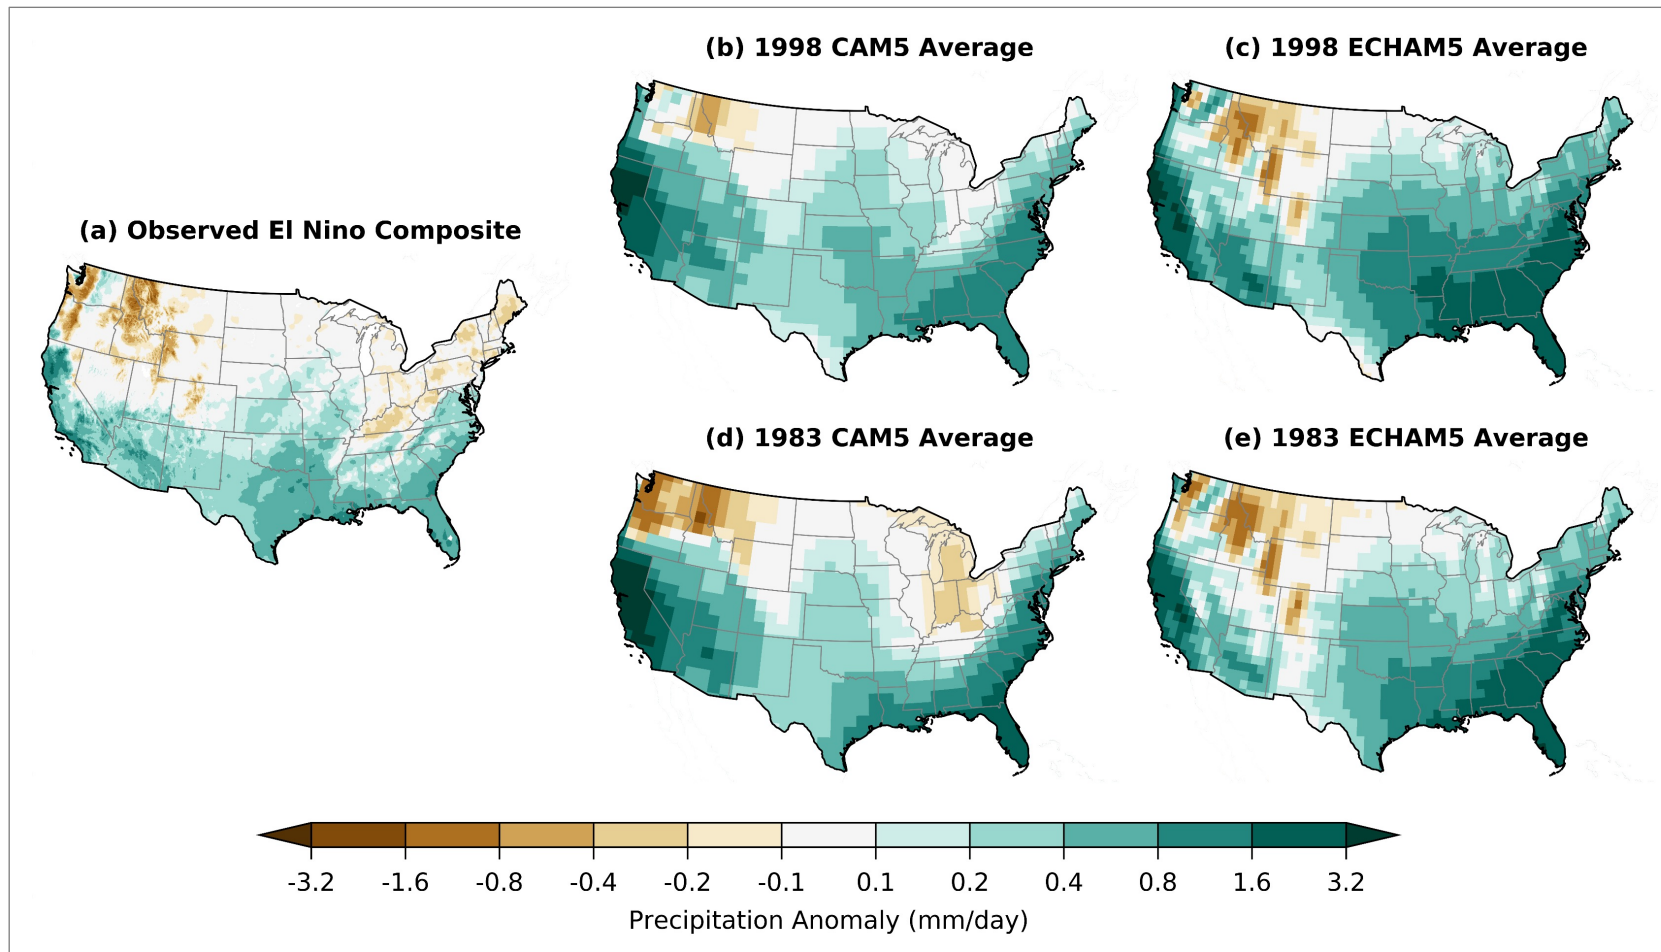 (b) 1998 CAM5 Average
(c) 1998 ECHAM5 Average
(a) Observed El Nino Composite
(d) 1983 CAM5 Average
(e) 1983 ECHAM5 Average
-3.2 -1.6 -0.8 -0.4 -0.2 -0.1 0.1 0.2 0.4 0.8 1.6 3.2
Precipitation Anomaly (mm/day)